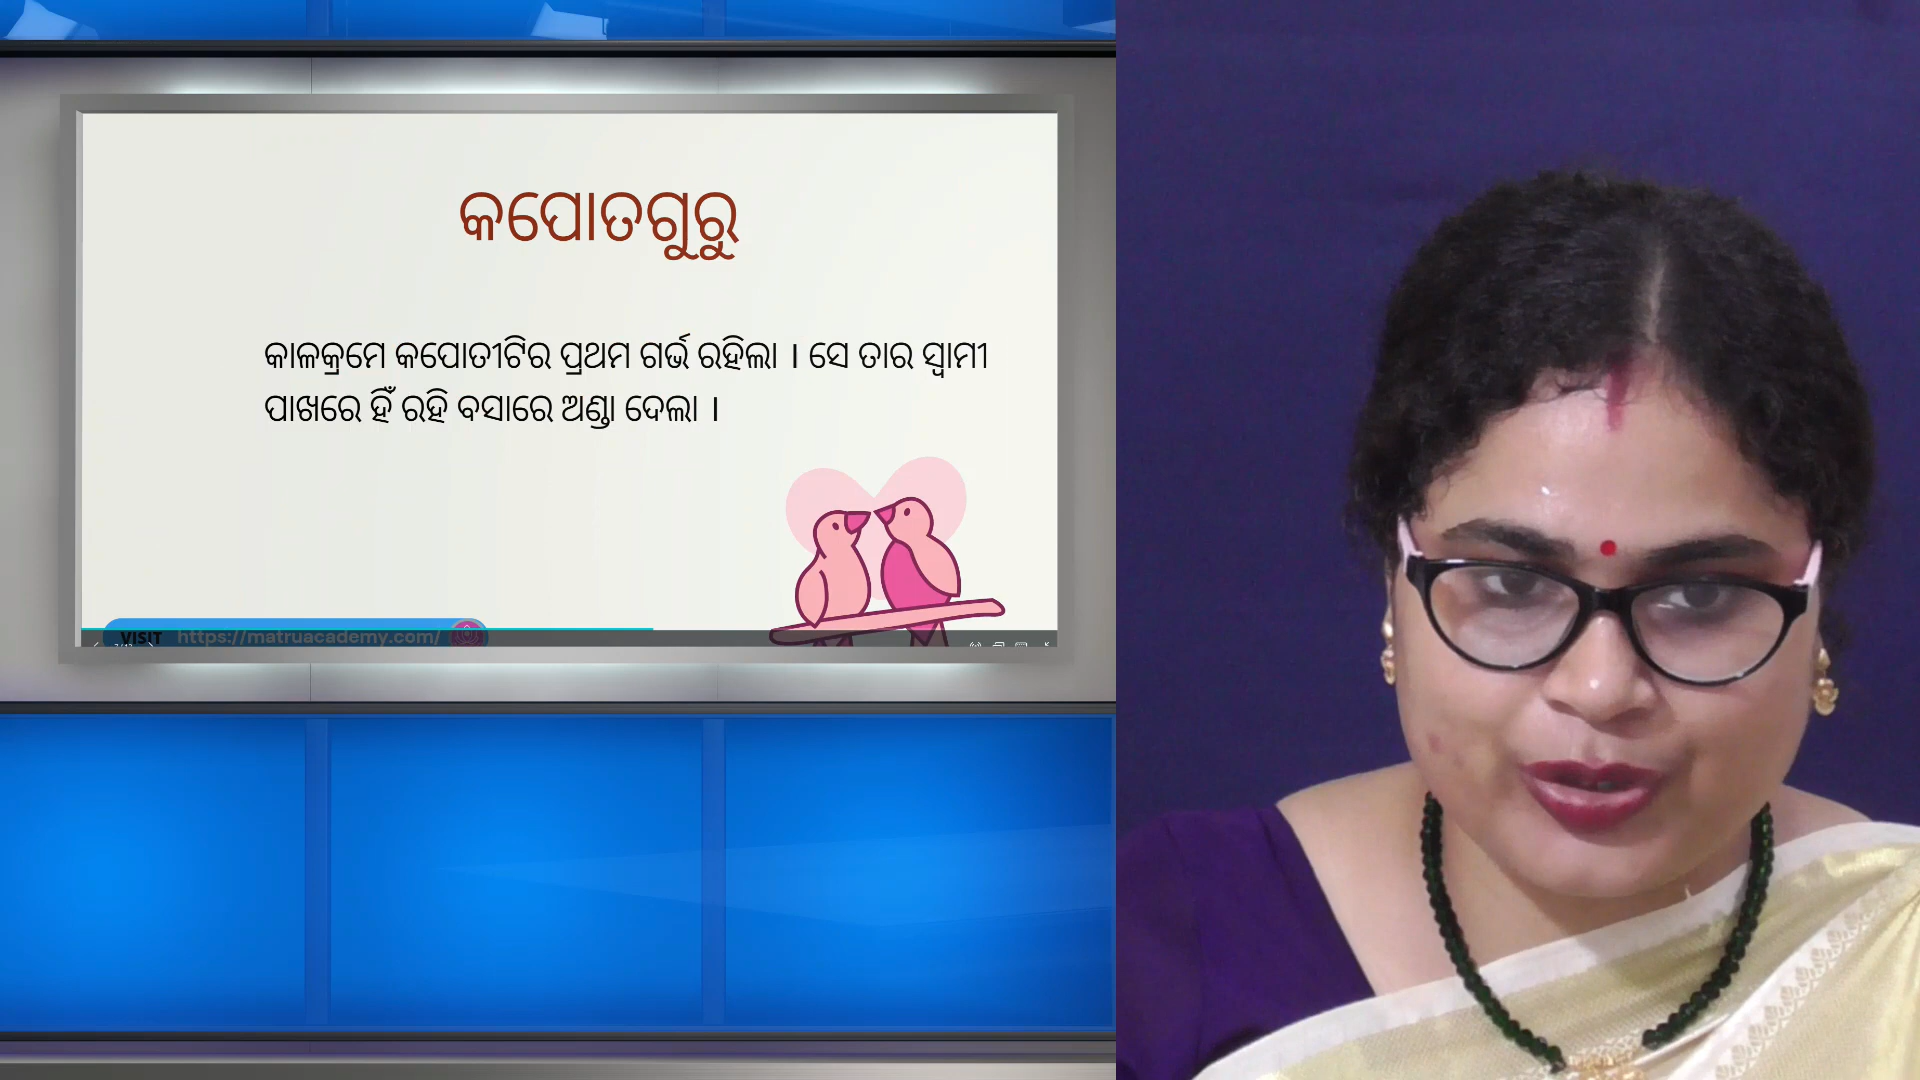 କପୋତଗୁରୁ
କାଳକ୍ରମେ କପୋତୀଟିର ପ୍ରଥମ ଗର୍ଭ ରହିଲା । ସେ ତାର ସ୍ୱାମୀ
ପାଖରେ ହିଁ ରହି ବସାରେ ଅଣ୍ଡା ଦେଲା ।
VISIT https://matruacademy.com/